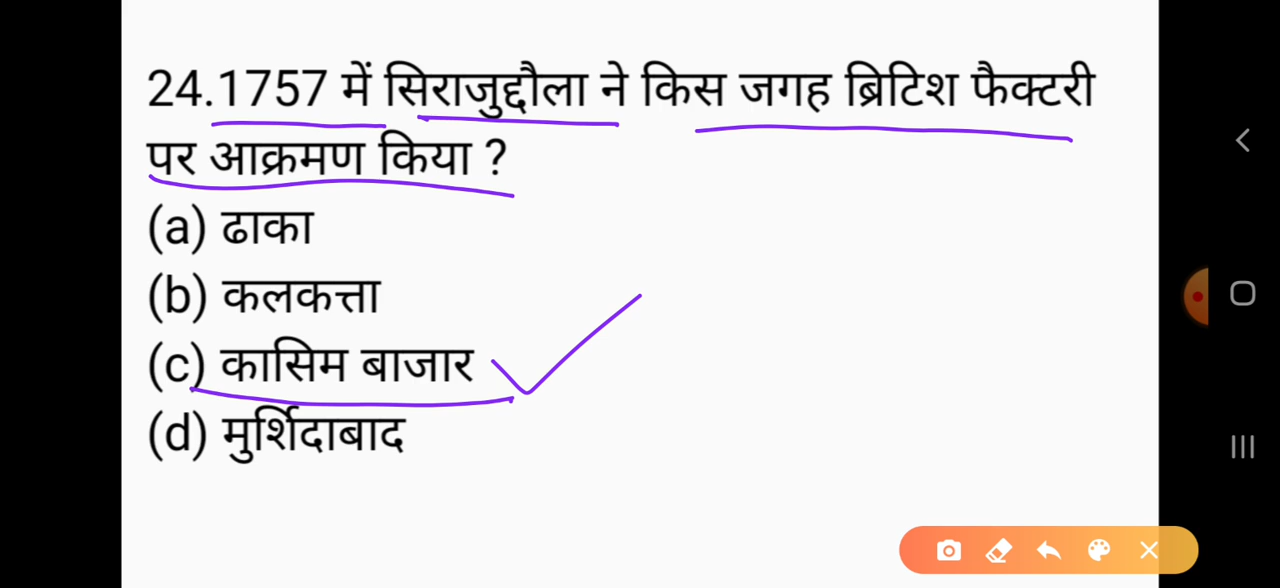 24.1757 में सिराजुद्दौला ने किस जगह ब्रिटिश फैक्टरी
पर आक्रमण किया ?
(a) ढाका
(b) कलकत्ता
(c) कासिम बाजार
(d) मुर्शिदाबाद